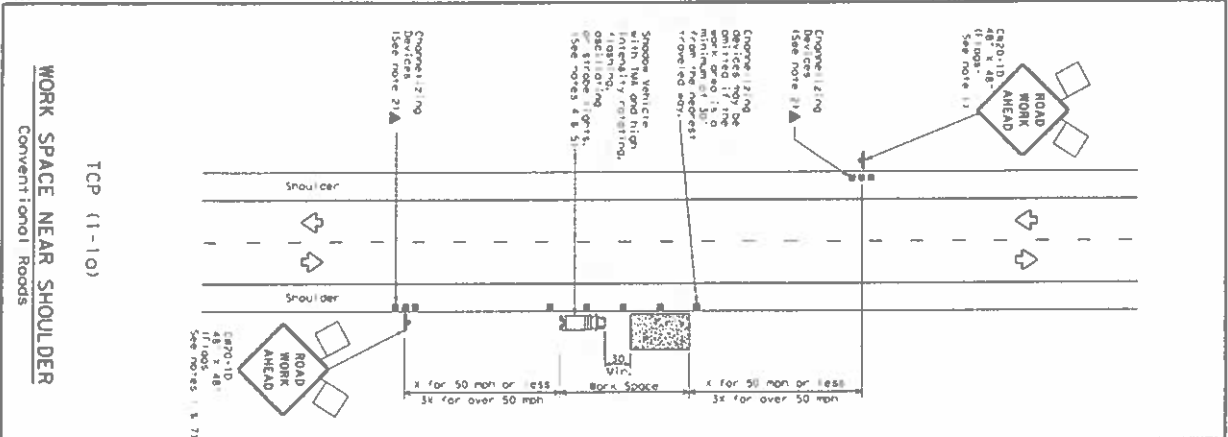 CW20-1D
48" X 48"
(Flags-
See note 1)
ROAD
WORK
AHEAD
Channelizing
Devices
(See note 2)▲
Channelizing
devices may be
omitted if the
work area is a
minimum of 30'
from the nearest
traveled way.
Shadow Vehicle
with TMA and high
intensity rotating,
flashing,
oscillating
or strobe lights.
(See notes 4 & 5)
Channelizing
Devices
(See note 2)▲
Shoulder
Shoulder
30'
Min.
X for 50 mph or less
3X for over 50 mph
Work Space
X for 50 mph or less
3X for over 50 mph
ROAD
WORK
AHEAD
CW20-1D
48" X 48"
(Flags-
See notes 1 & 7)
TCP (1-1a)
WORK SPACE NEAR SHOULDER
Conventional Roads